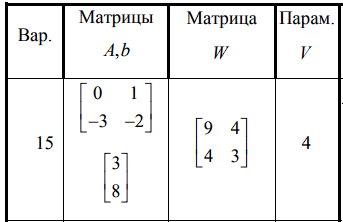 Вар. Матрицы Матрица Парам.
A,b W V
15 [0 1 −3 −2] [9 4 4 3] 4
[3 8]